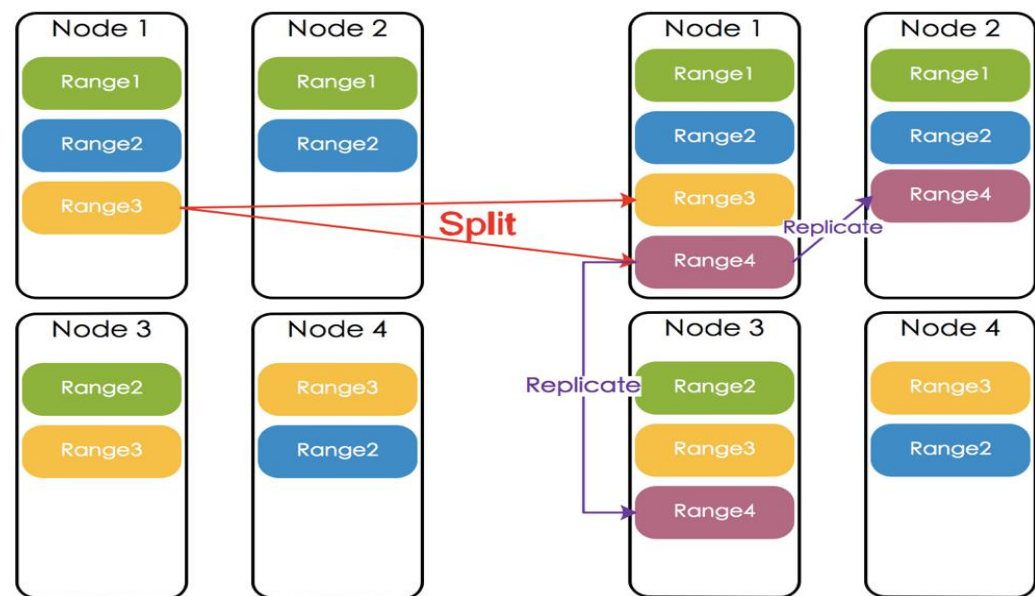 Node 1
Range1
Range2
Range3
Node 2
Range1
Range2
Node 3
Range2
Range3
Node 4
Range3
Range2
Split
Node 1
Range1
Range2
Range3
Range4
Replicate
Node 2
Range1
Range2
Range4
Replicate
Node 3
Range2
Range3
Range4
Node 4
Range3
Range2